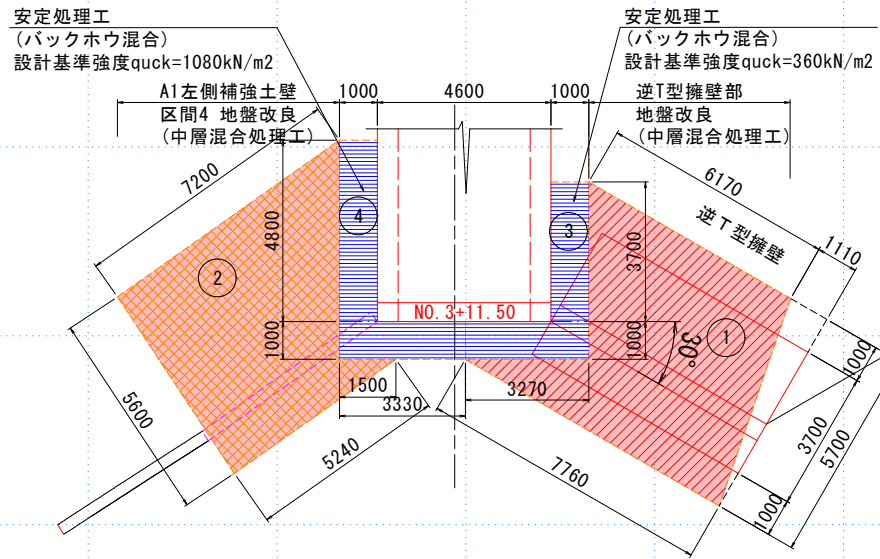 安定処理工
(バックホウ混合)
設計基準強度quck=1080kN/m2
安定処理工
(バックホウ混合)
設計基準強度quck=360kN/m2
A1左側補強土壁
区間4 地盤改良
(中層混合処理工)
1000
4600
1000
逆T型擁壁部
地盤改良
(中層混合処理工)
7200
4800
④
③
3700
6170
逆T型擁壁
1110
②
NO.3+11.50
①
1000
1000
30°
1000
1500
3330
3270
5600
5240
7760
3700
5700
1000